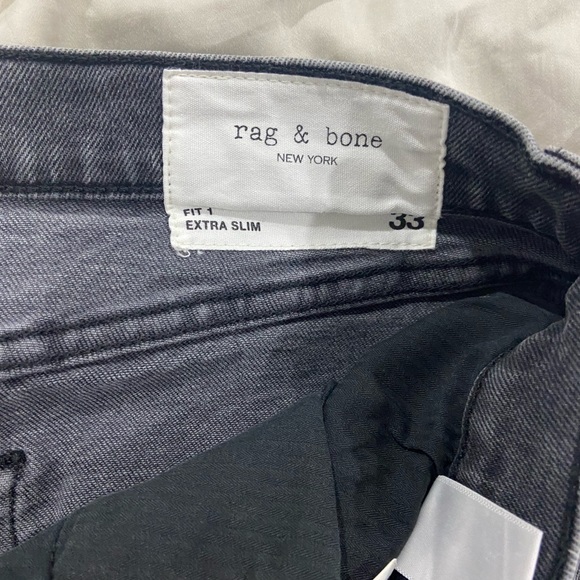 rag & bone
NEW YORK
FIT 1
EXTRA SLIM
33